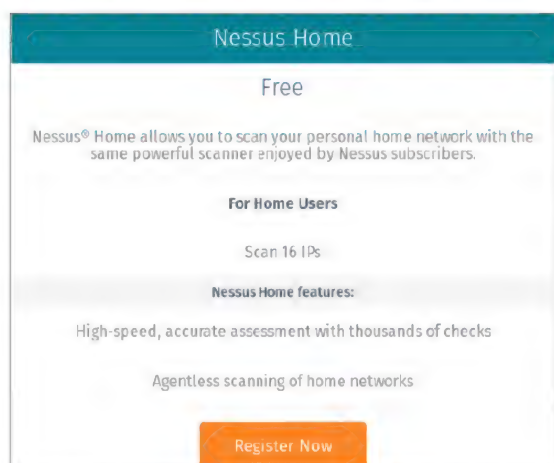 Nessus Home
Free
Nessus® Home allows you to scan your personal home network with the
same powerful scanner enjoyed by Nessus subscribers.
For Home Users
Scan 16 IPs
Nessus Home features:
High-speed, accurate assessment with thousands of checks
Agentless scanning of home networks
Register Now